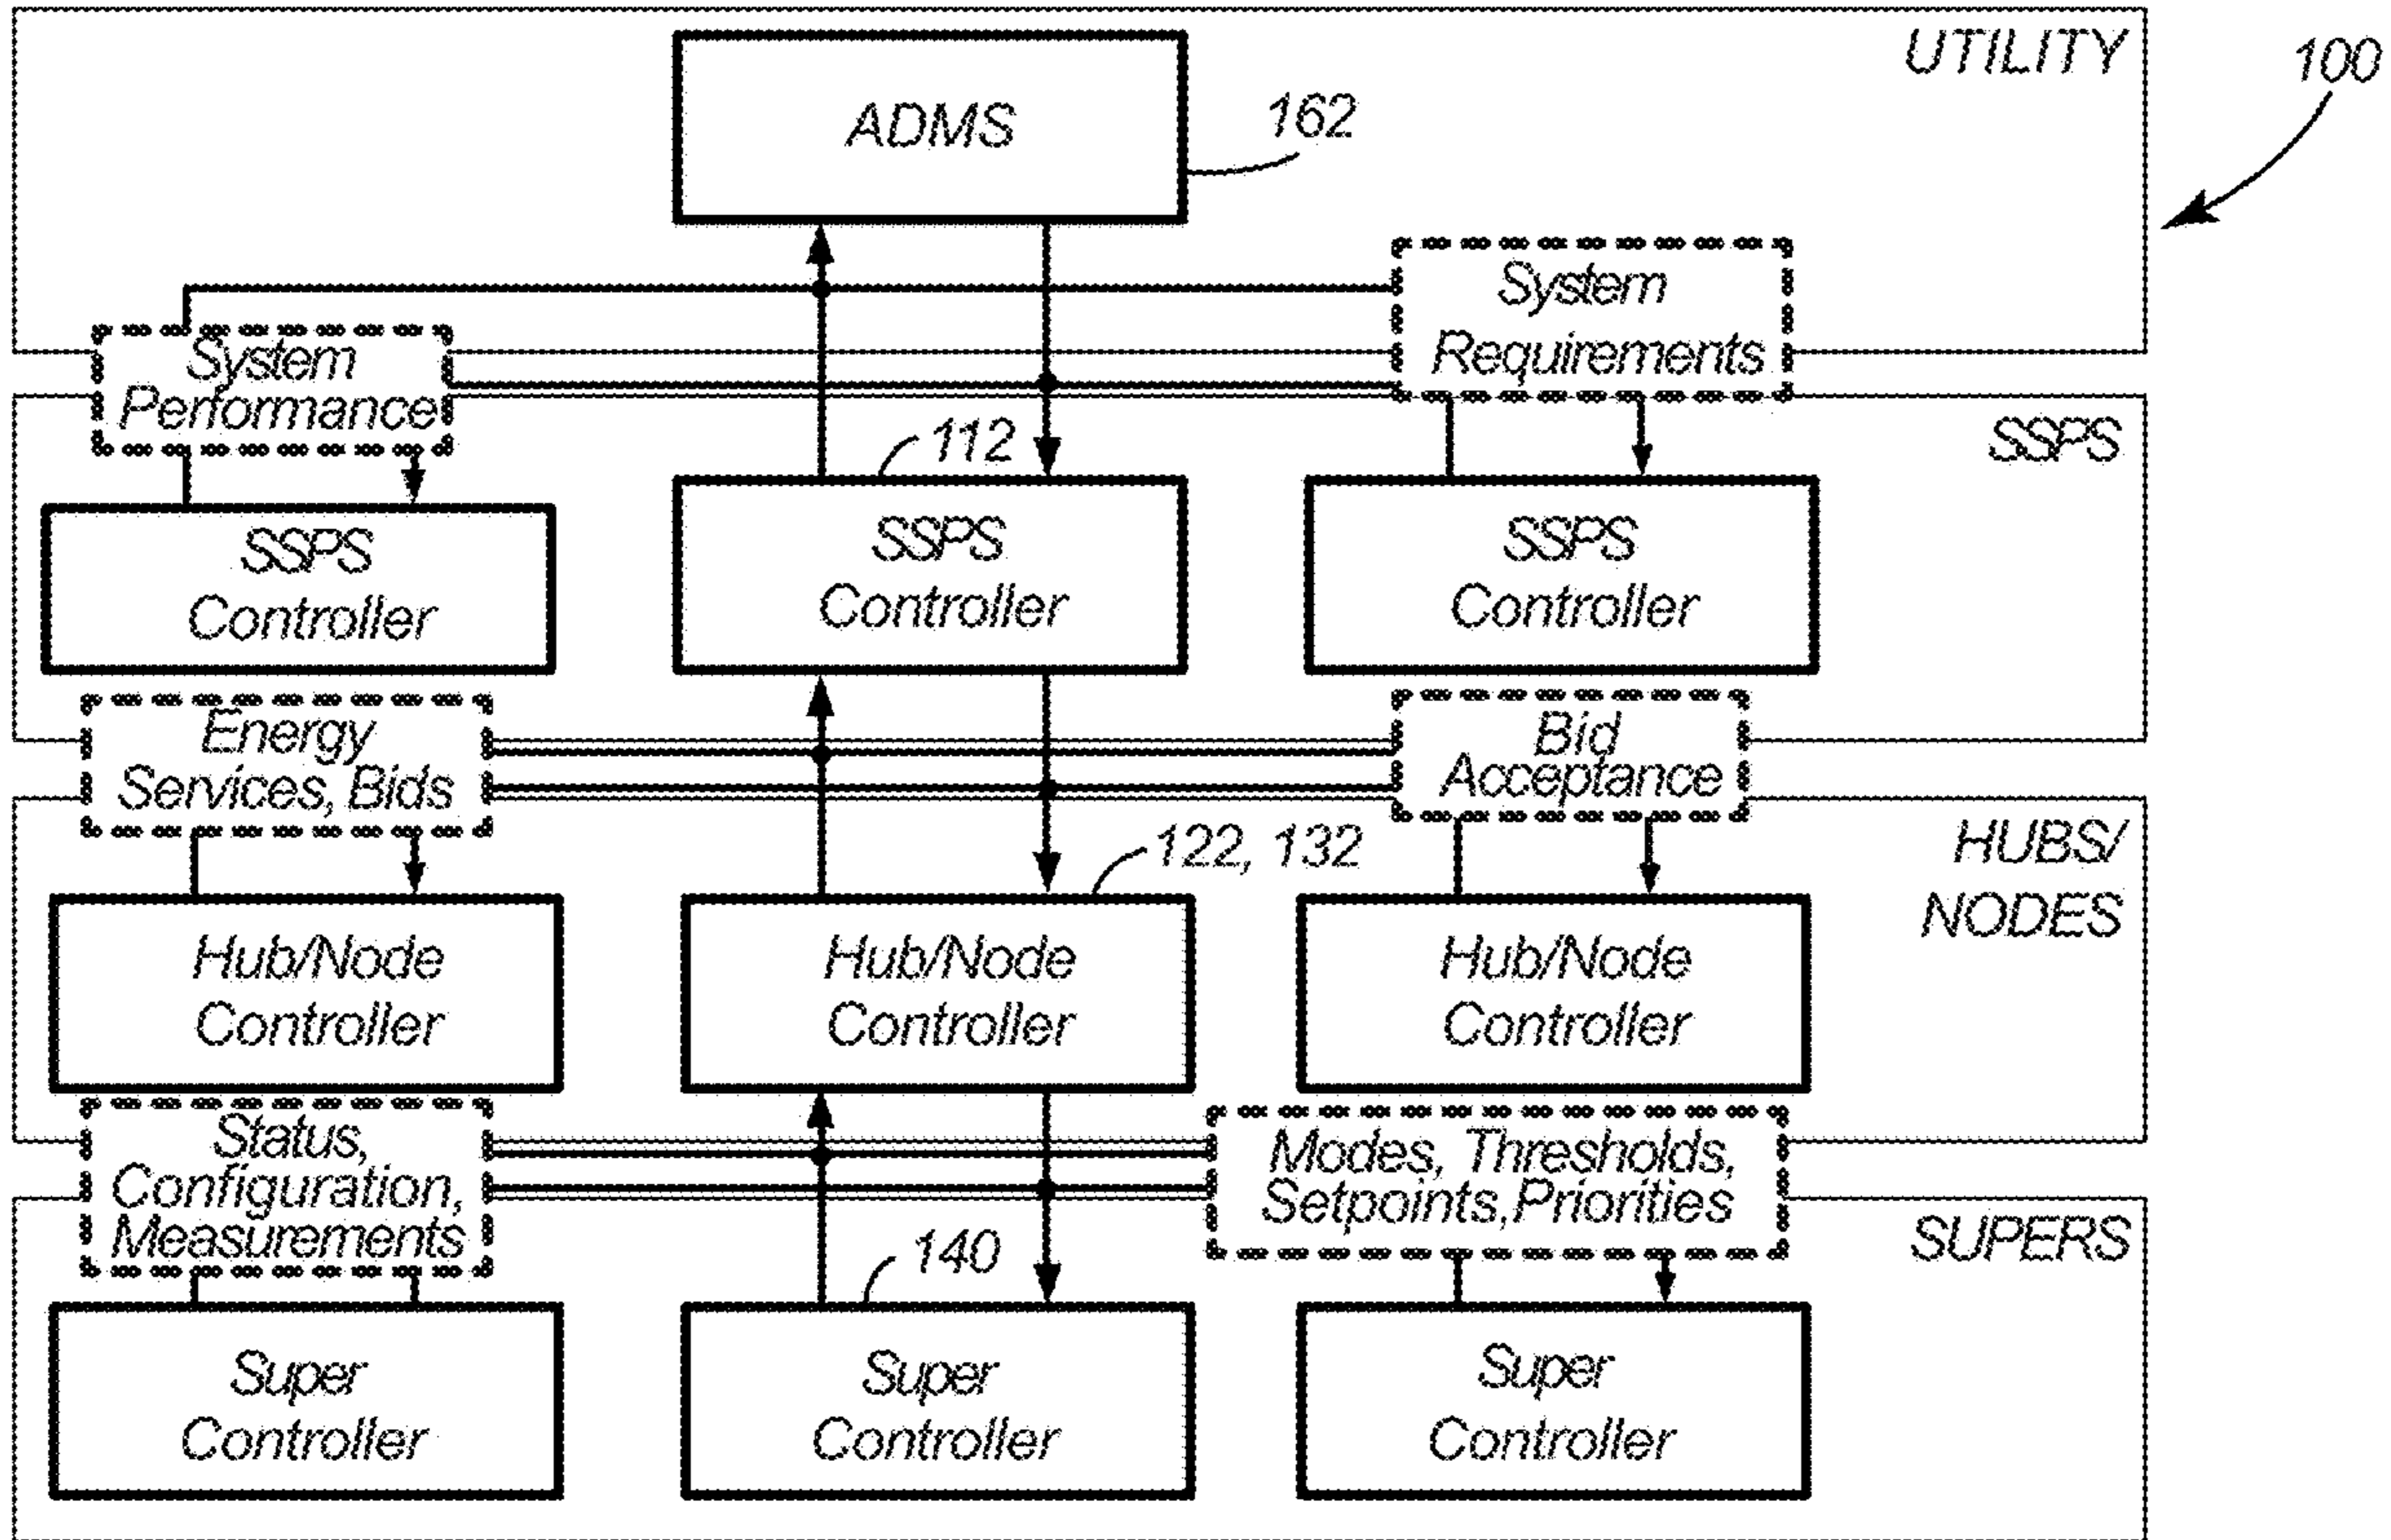 UTILITY
100
ADMS
162
System
Requirements
System
Performance
SSPS
112
SSPS
Controller
SSPS
Controller
SSPS
Controller
Energy
Services, Bids
Bid
Acceptance
HUBS/
NODES
122, 132
Hub/Node
Controller
Hub/Node
Controller
Hub/Node
Controller
Status,
Configuration,
Measurements
Modes, Thresholds,
Setpoints, Priorities
SUPERS
140
Super
Controller
Super
Controller
Super
Controller